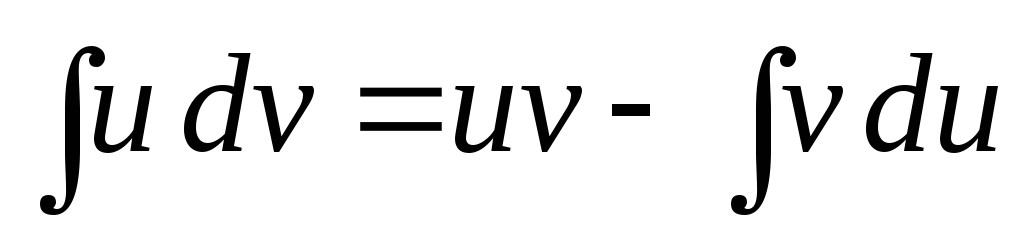 ∫u dv = uv - ∫v du